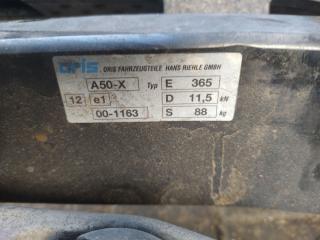 oris ORIS FAHRZEUGTEILE HANS RIEHLE GMBH
A50-X Typ E 365
12 e1 D 11,5 kN
00-1163 S 88 kg